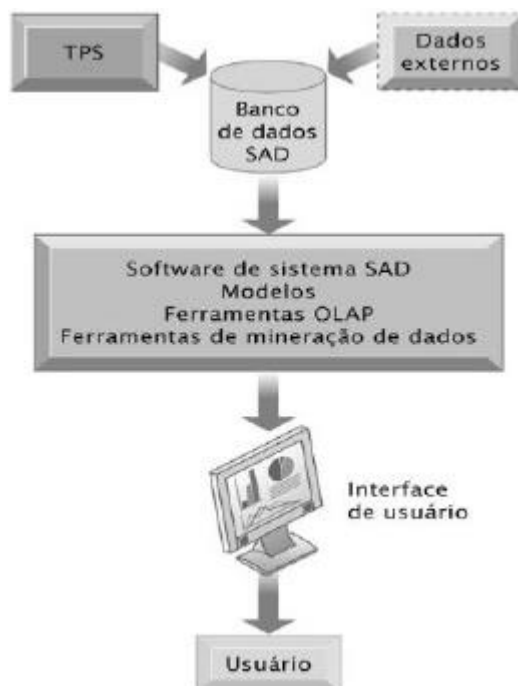 TPS
Dados
externos
Banco
de dados
SAD
Software de sistema SAD
Modelos
Ferramentas OLAP
Ferramentas de mineração de dados
Interface
de usuário
Usuário